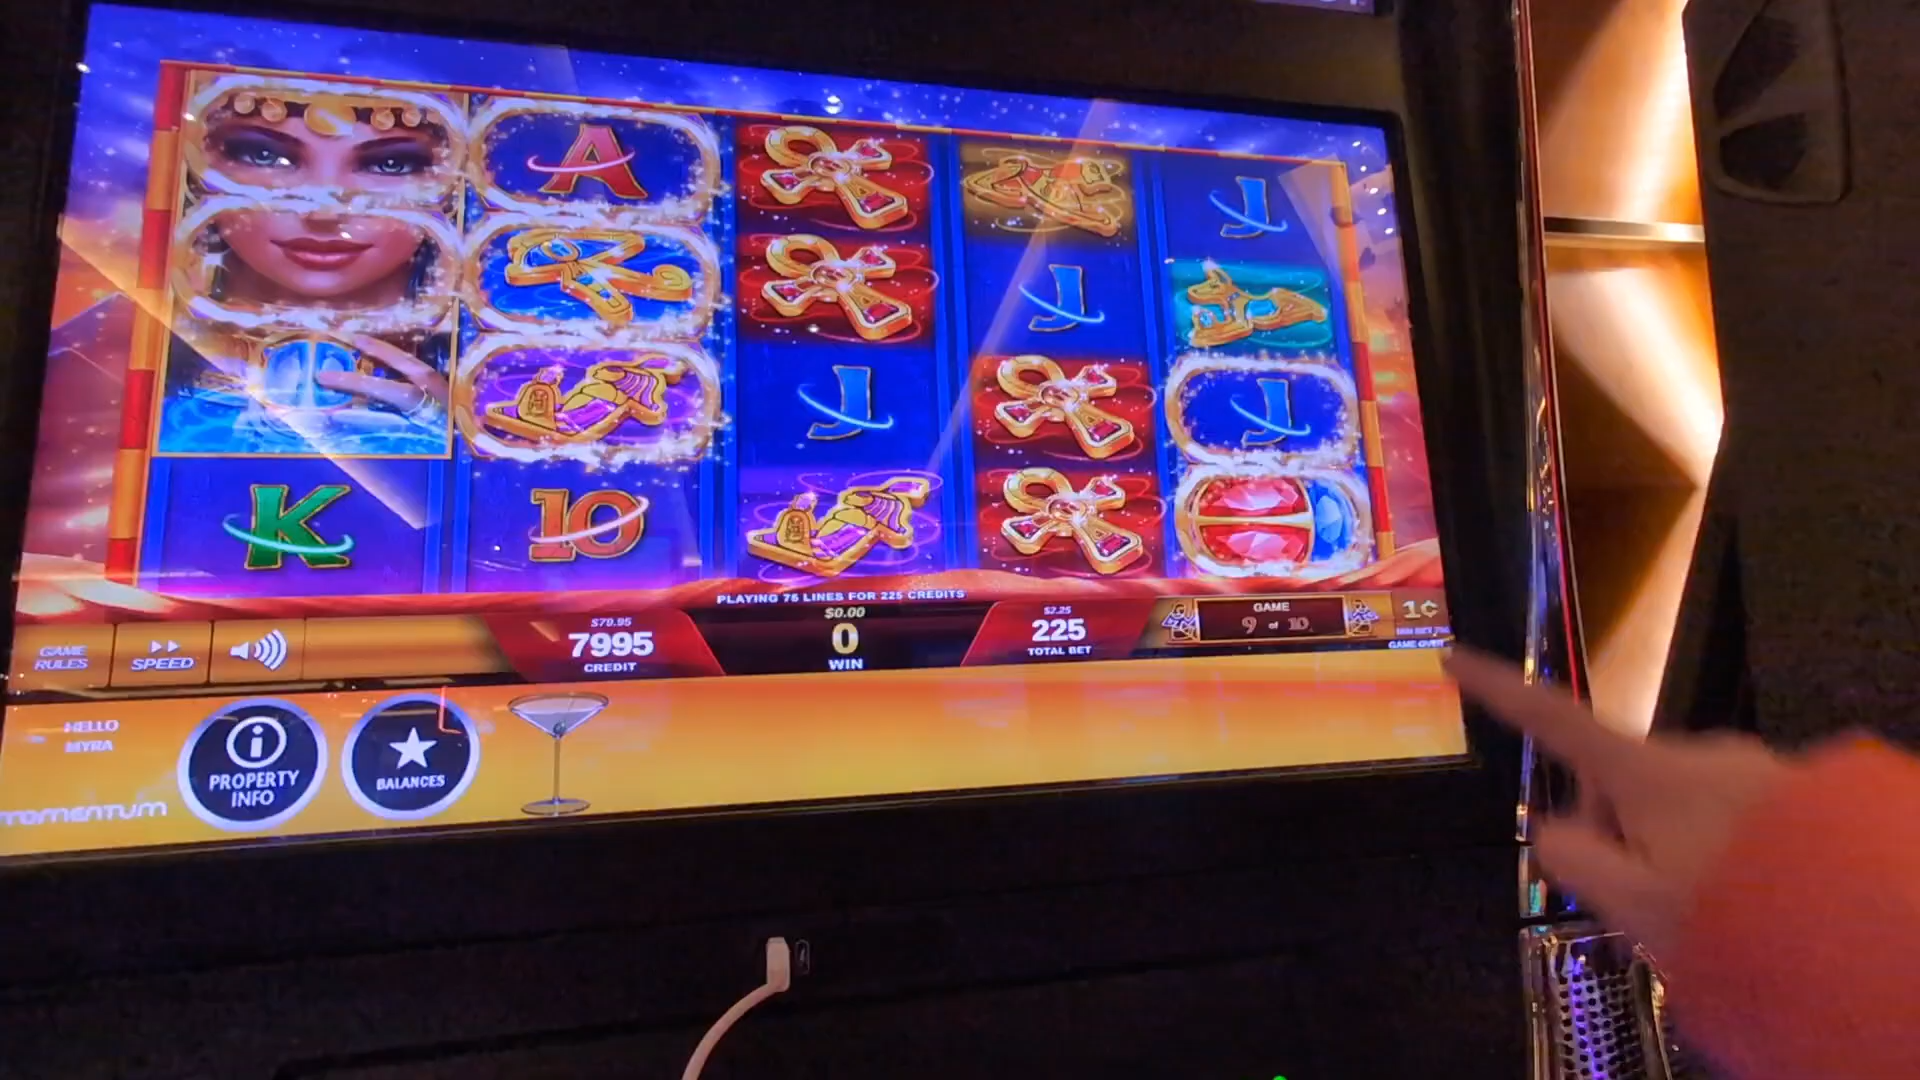 A
J
J
J
J
K
10
PLAYING 75 LINES FOR 225 CREDITS
GAME RULES
SPEED
$79.95
7995
CREDIT
$0.00
0
WIN
$2.25
225
TOTAL BET
GAME
9 of 10
1¢
GAME OVER
HELLO
MYRA
PROPERTY
INFO
BALANCES
momentum